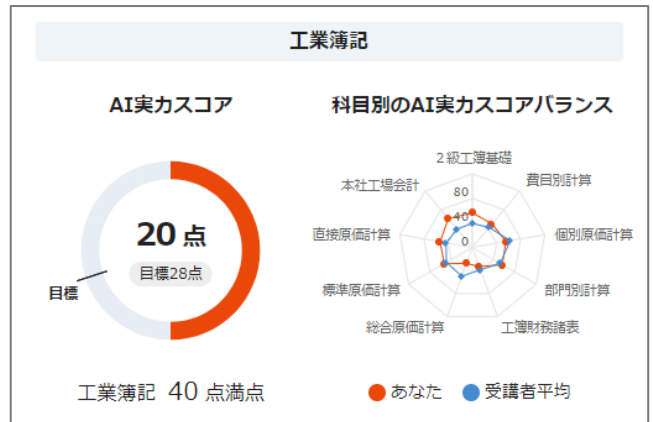 工業簿記
AI実力スコア
科目別のAI実力スコアバランス
20 点
目標28点
目標
工業簿記 40 点満点
2級工簿基礎
費目別計算
個別原価計算
部門別計算
工簿財務諸表
総合原価計算
標準原価計算
直接原価計算
本社工場会計
80
40
0
あなた
受講者平均